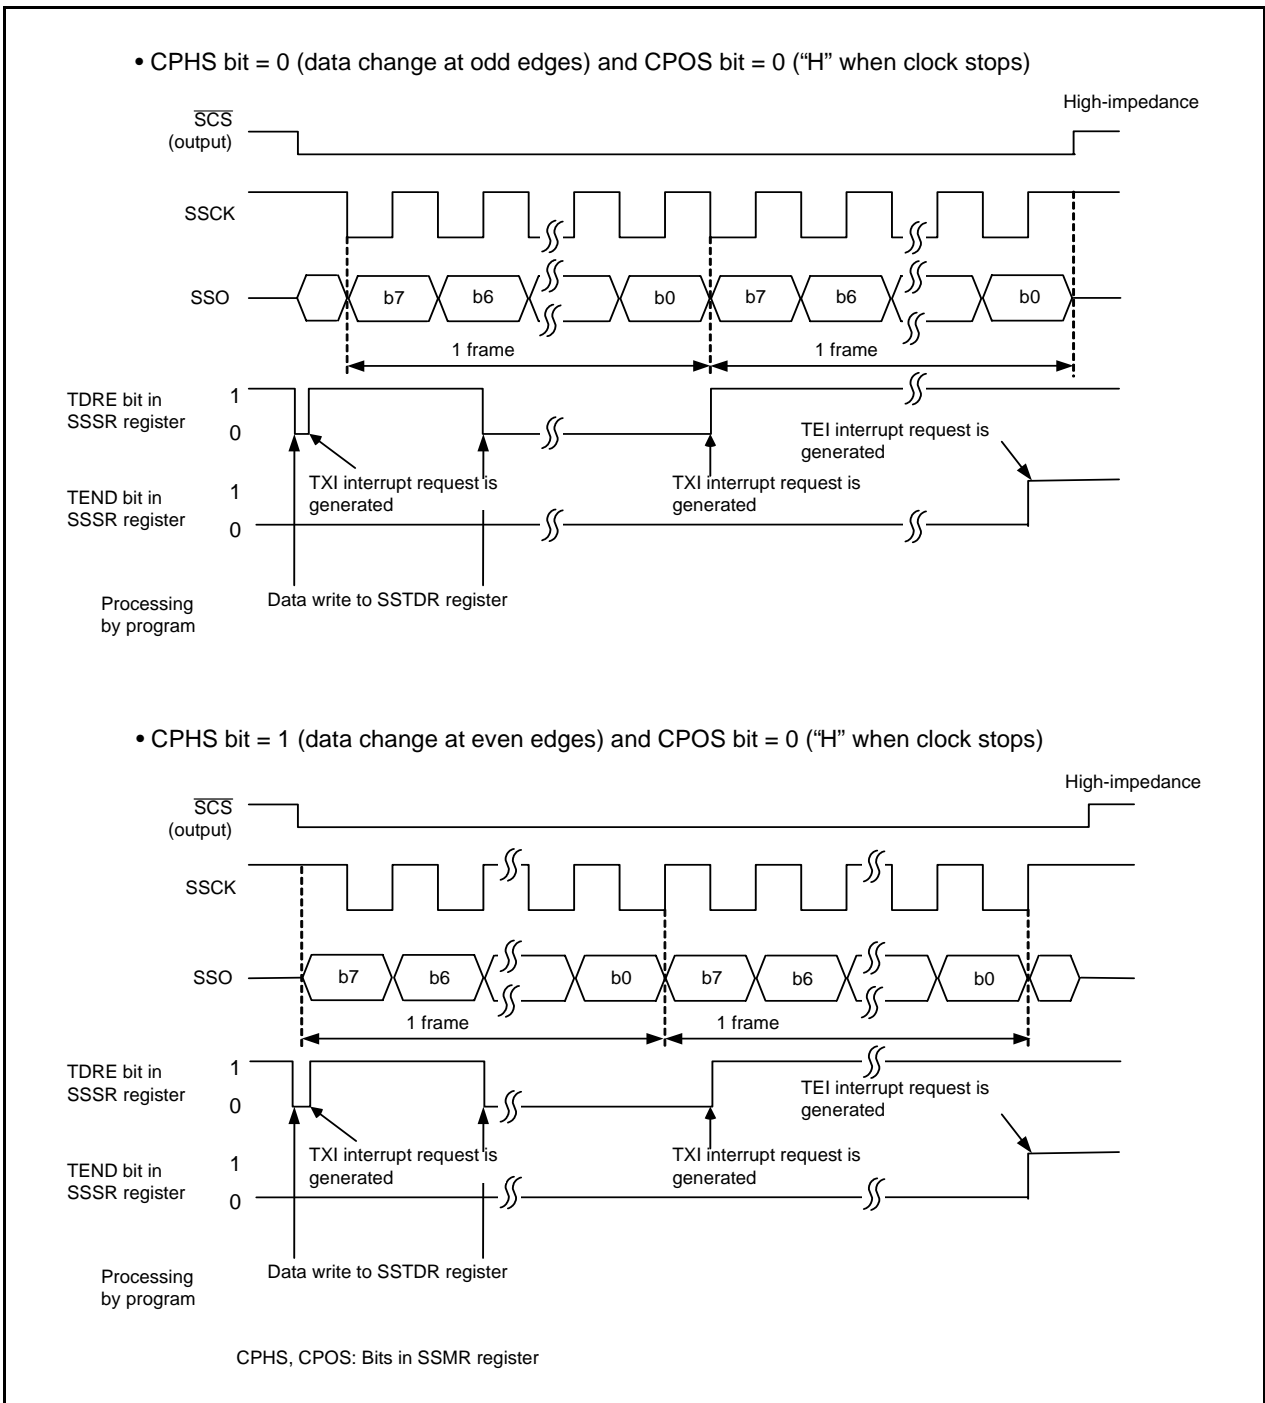 • CPHS bit = 0 (data change at odd edges) and CPOS bit = 0 (“H” when clock stops)
High-impedance
SCS
(output)
SSCK
SSO
b7
b6
b0
b7
b6
b0
1 frame
1 frame
TDRE bit in
SSSR register
1
0
TEI interrupt request is
generated
TXI interrupt request is
generated
TXI interrupt request is
generated
TEND bit in
SSSR register
1
0
Processing
by program
Data write to SSTDR register
• CPHS bit = 1 (data change at even edges) and CPOS bit = 0 (“H” when clock stops)
High-impedance
SCS
(output)
SSCK
SSO
b7
b6
b0
b7
b6
b0
1 frame
1 frame
TDRE bit in
SSSR register
1
0
TEI interrupt request is
generated
TXI interrupt request is
generated
TXI interrupt request is
generated
TEND bit in
SSSR register
1
0
Processing
by program
Data write to SSTDR register
CPHS, CPOS: Bits in SSMR register